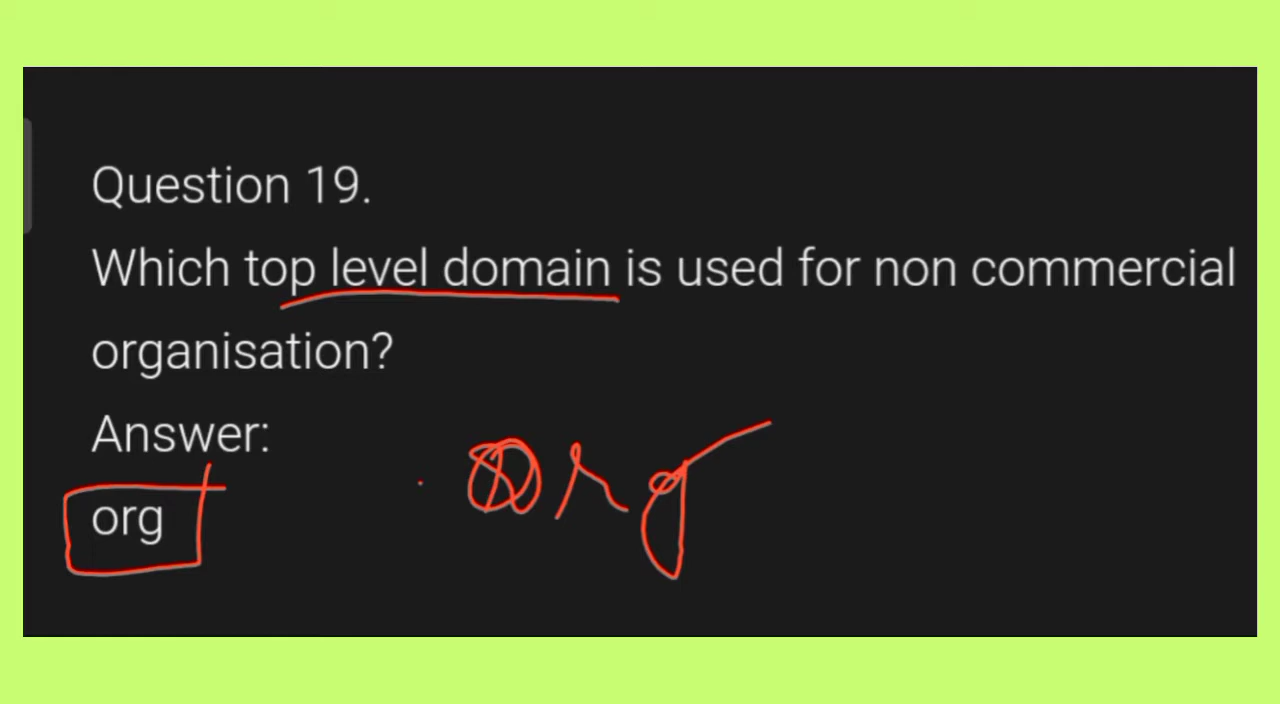 Question 19.
Which top level domain is used for non commercial
organisation?
Answer:
org
.org